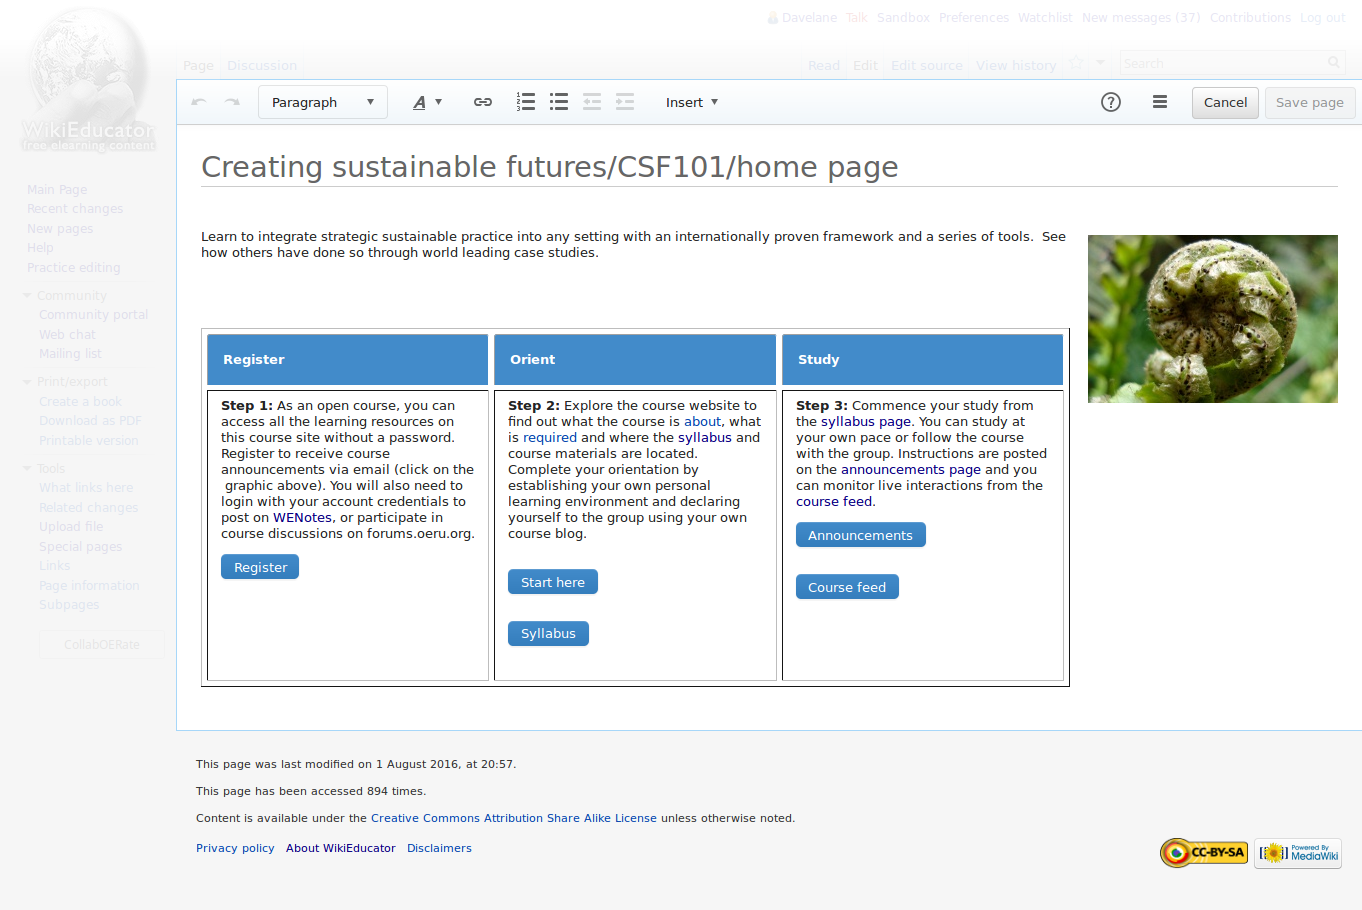 Davelane Talk Sandbox Preferences Watchlist New messages (37) Contributions Log out
Page Discussion
Read Edit Edit source View history Search
WikiEducator
free elearning content
Paragraph A Insert ? Cancel Save page
Main Page
Recent changes
New pages
Help
Practice editing
Community
Community portal
Web chat
Mailing list
Print/export
Create a book
Download as PDF
Printable version
Tools
What links here
Related changes
Upload file
Special pages
Links
Page information
Subpages
CollabOERate
Creating sustainable futures/CSF101/home page
Learn to integrate strategic sustainable practice into any setting with an internationally proven framework and a series of tools.  See
how others have done so through world leading case studies.
Register
Step 1: As an open course, you can
access all the learning resources on
this course site without a password.
Register to receive course
announcements via email (click on the
graphic above). You will also need to
login with your account credentials to
post on WENotes, or participate in
course discussions on forums.oeru.org.
Register
Orient
Step 2: Explore the course website to
find out what the course is about, what
is required and where the syllabus and
course materials are located.
Complete your orientation by
establishing your own personal
learning environment and declaring
yourself to the group using your own
course blog.
Start here
Syllabus
Study
Step 3: Commence your study from
the syllabus page. You can study at
your own pace or follow the course
with the group. Instructions are posted
on the announcements page and you
can monitor live interactions from the
course feed.
Announcements
Course feed
This page was last modified on 1 August 2016, at 20:57.
This page has been accessed 894 times.
Content is available under the Creative Commons Attribution Share Alike License unless otherwise noted.
Privacy policy About WikiEducator Disclaimers
CC-BY-SA
Powered By
MediaWiki